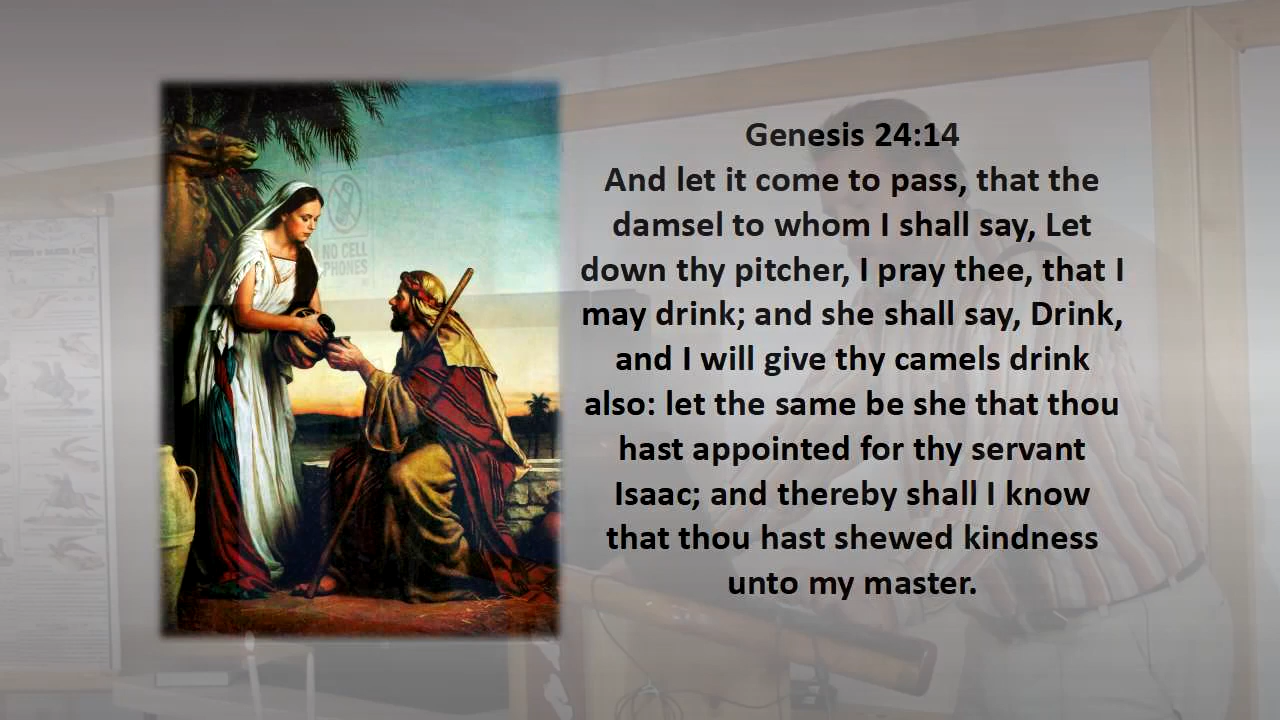 Genesis 24:14
And let it come to pass, that the
damsel to whom I shall say, Let
down thy pitcher, I pray thee, that I
may drink; and she shall say, Drink,
and I will give thy camels drink
also: let the same be she that thou
hast appointed for thy servant
Isaac; and thereby shall I know
that thou hast shewed kindness
unto my master.
NO CELL
PHONES